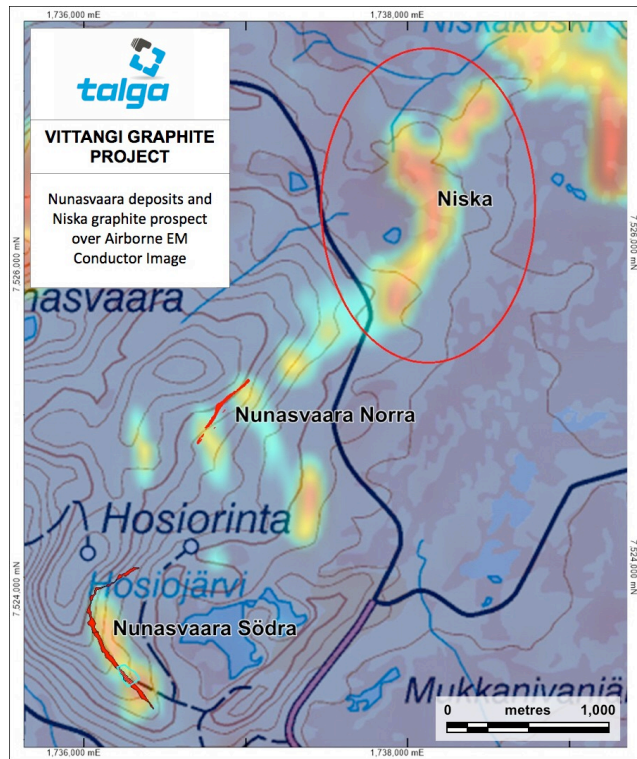 1,736,000 mE
1,738,000 mE
talga
VITTANGI GRAPHITE
PROJECT
Nunasvaara deposits and
Niska graphite prospect
over Airborne EM
Conductor Image
Niskakoski
Niska
7,526,000 mN
7,526,000 mN
nasvaara
Nunasvaara Norra
Hosiorinta
7,524,000 mN
7,524,000 mN
Hosiojärvi
Nunasvaara Södra
Mukkanivanjär
0 metres 1,000
1,736,000 mE
1,738,000 mE